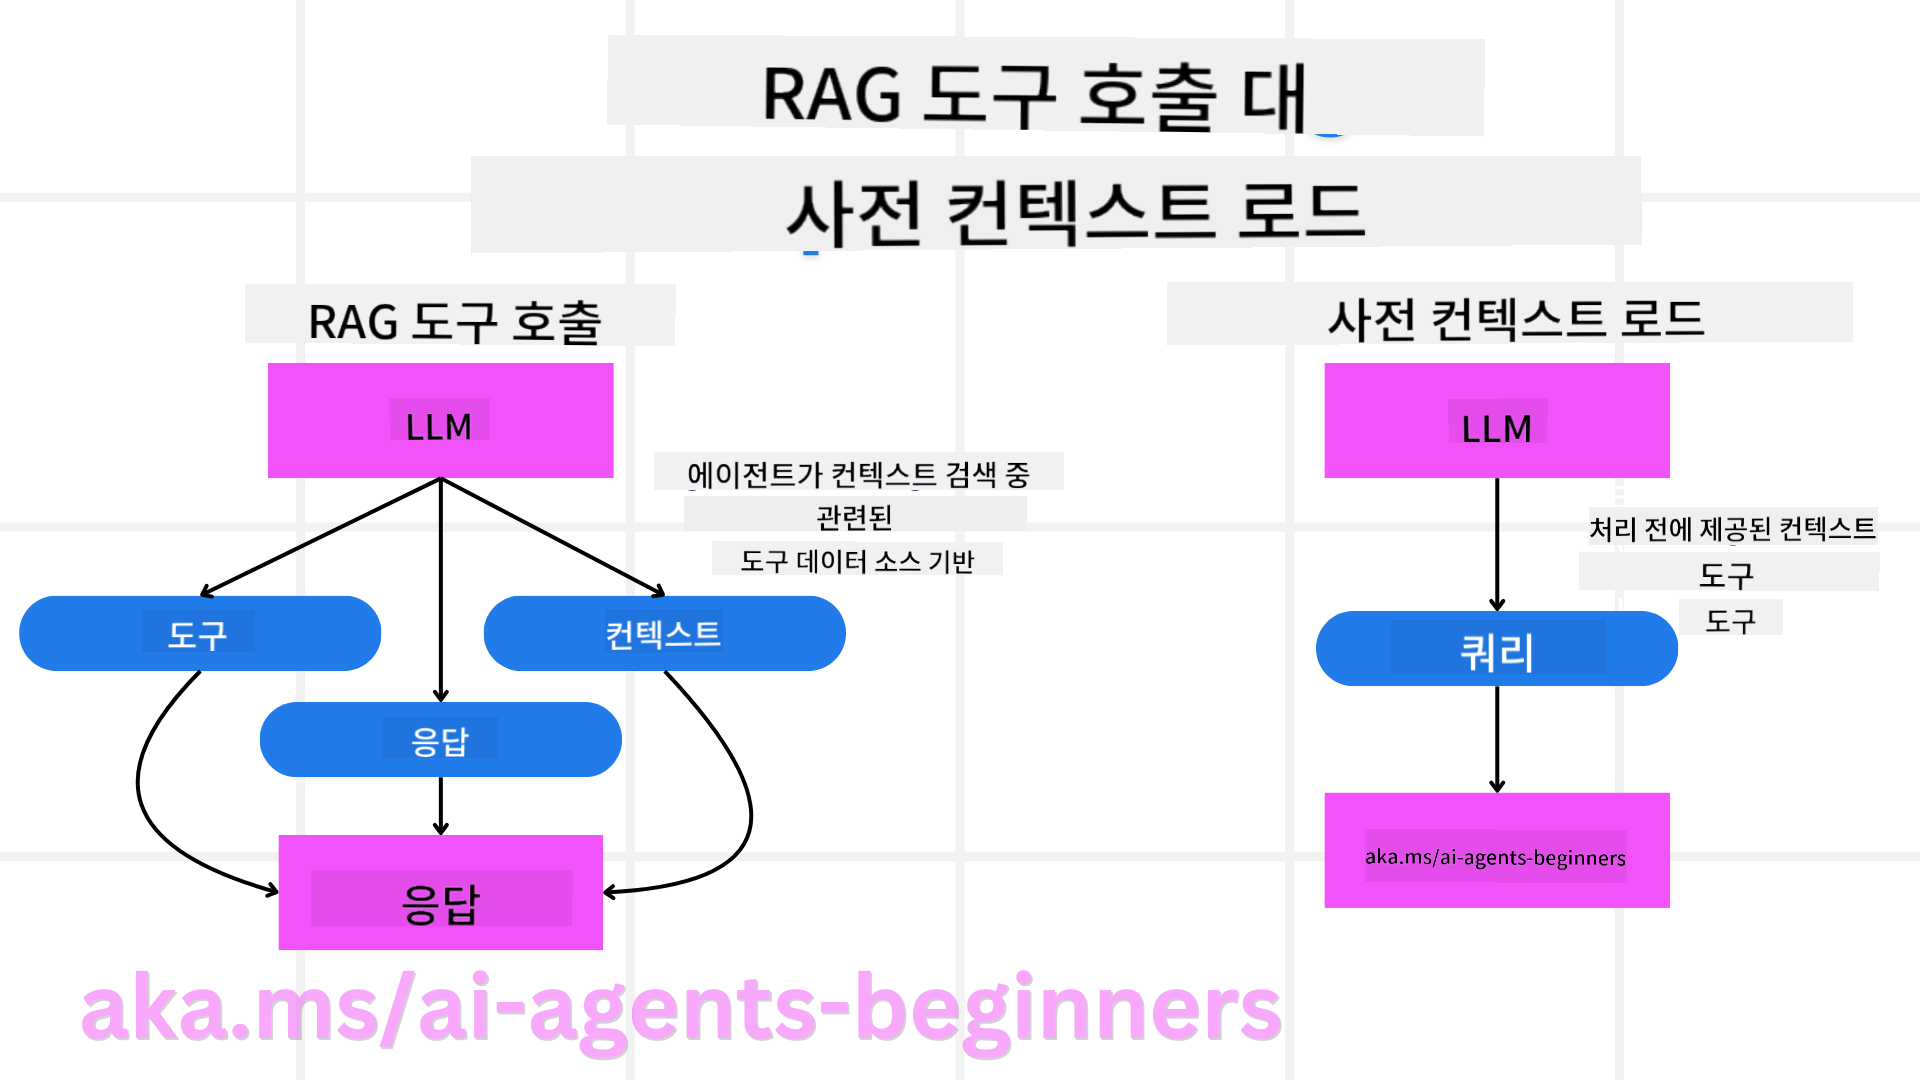 RAG 도구 호출 대
사전 컨텍스트 로드
RAG 도구 호출
LLM
에이전트가 컨텍스트 검색 중
관련된
도구 데이터 소스 기반
도구
컨텍스트
응답
응답
사전 컨텍스트 로드
LLM
처리 전에 제공된 컨텍스트
도구
도구
쿼리
aka.ms/ai-agents-beginners
aka.ms/ai-agents-beginners